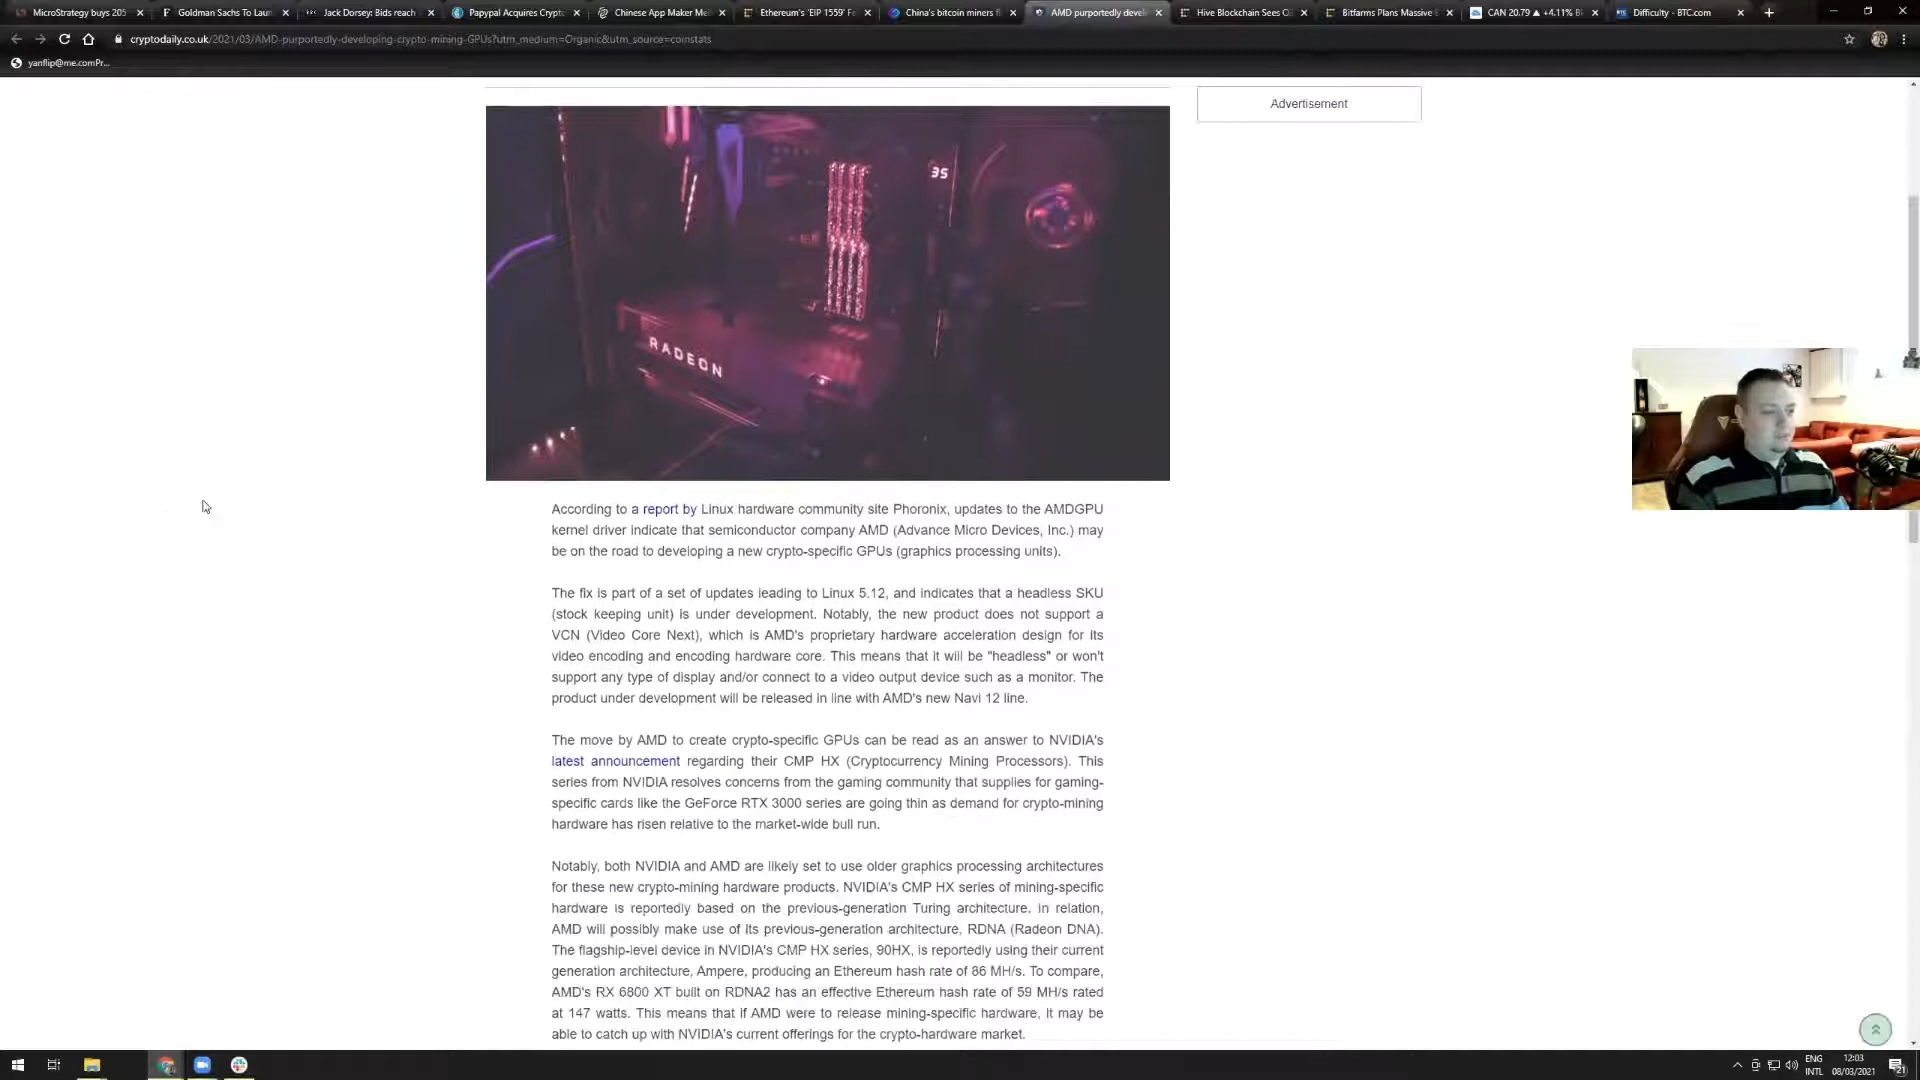 MicroStrategy buys 205
Goldman Sachs To Laun
Jack Dorsey: Bids reach
Papypal Acquires Crypto
Chinese App Maker Mei
Ethereum's 'EIP 1559' Fe
China's bitcoin miners fl
AMD purportedly devel
Hive Blockchain Sees O
Bitfarms Plans Massive E
CAN 20.79 ▲ +4.11% Bi
Difficulty - BTC.com
cryptodaily.co.uk/2021/03/AMD-purportedly-developing-crypto-mining-GPUs?utm_medium=Organic&utm_source=coinstats
yanflip@me.comPr...
Advertisement
35
RADEON
According to a report by Linux hardware community site Phoronix, updates to the AMDGPU
kernel driver indicate that semiconductor company AMD (Advance Micro Devices, Inc.) may
be on the road to developing a new crypto-specific GPUs (graphics processing units).
The fix is part of a set of updates leading to Linux 5.12, and indicates that a headless SKU
(stock keeping unit) is under development. Notably, the new product does not support a
VCN (Video Core Next), which is AMD's proprietary hardware acceleration design for its
video encoding and encoding hardware core. This means that it will be "headless" or won't
support any type of display and/or connect to a video output device such as a monitor. The
product under development will be released in line with AMD's new Navi 12 line.
The move by AMD to create crypto-specific GPUs can be read as an answer to NVIDIA's
latest announcement regarding their CMP HX (Cryptocurrency Mining Processors). This
series from NVIDIA resolves concerns from the gaming community that supplies for gaming-
specific cards like the GeForce RTX 3000 series are going thin as demand for crypto-mining
hardware has risen relative to the market-wide bull run.
Notably, both NVIDIA and AMD are likely set to use older graphics processing architectures
for these new crypto-mining hardware products. NVIDIA's CMP HX series of mining-specific
hardware is reportedly based on the previous-generation Turing architecture. In relation,
AMD will possibly make use of its previous-generation architecture, RDNA (Radeon DNA).
The flagship-level device in NVIDIA's CMP HX series, 90HX, is reportedly using their current
generation architecture, Ampere, producing an Ethereum hash rate of 86 MH/s. To compare,
AMD's RX 6800 XT built on RDNA2 has an effective Ethereum hash rate of 59 MH/s rated
at 147 watts. This means that if AMD were to release mining-specific hardware, it may be
able to catch up with NVIDIA's current offerings for the crypto-hardware market.
ENG
INTL
12:03
08/03/2021
21